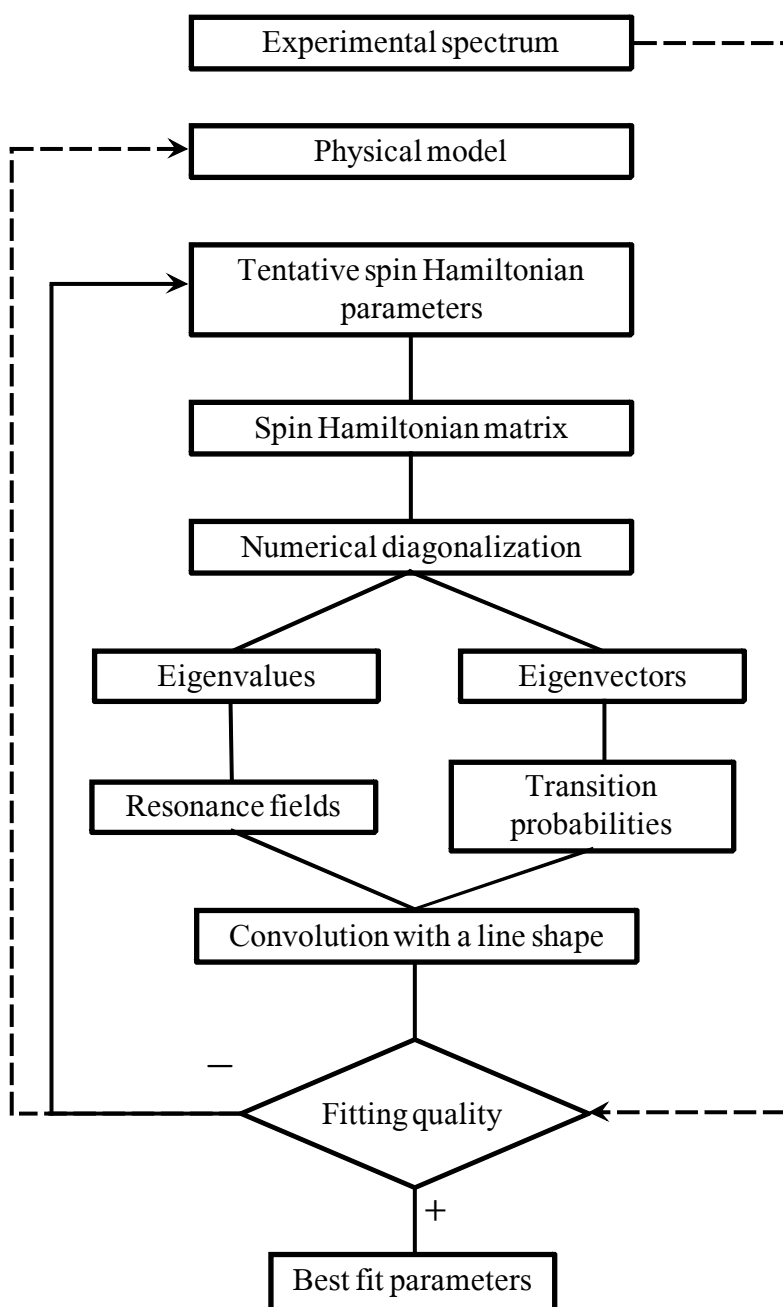 Experimental spectrum
Physical model
Tentative spin Hamiltonian
parameters
Spin Hamiltonian matrix
Numerical diagonalization
Eigenvalues
Eigenvectors
Resonance fields
Transition
probabilities
Convolution with a line shape
−
Fitting quality
+
Best fit parameters